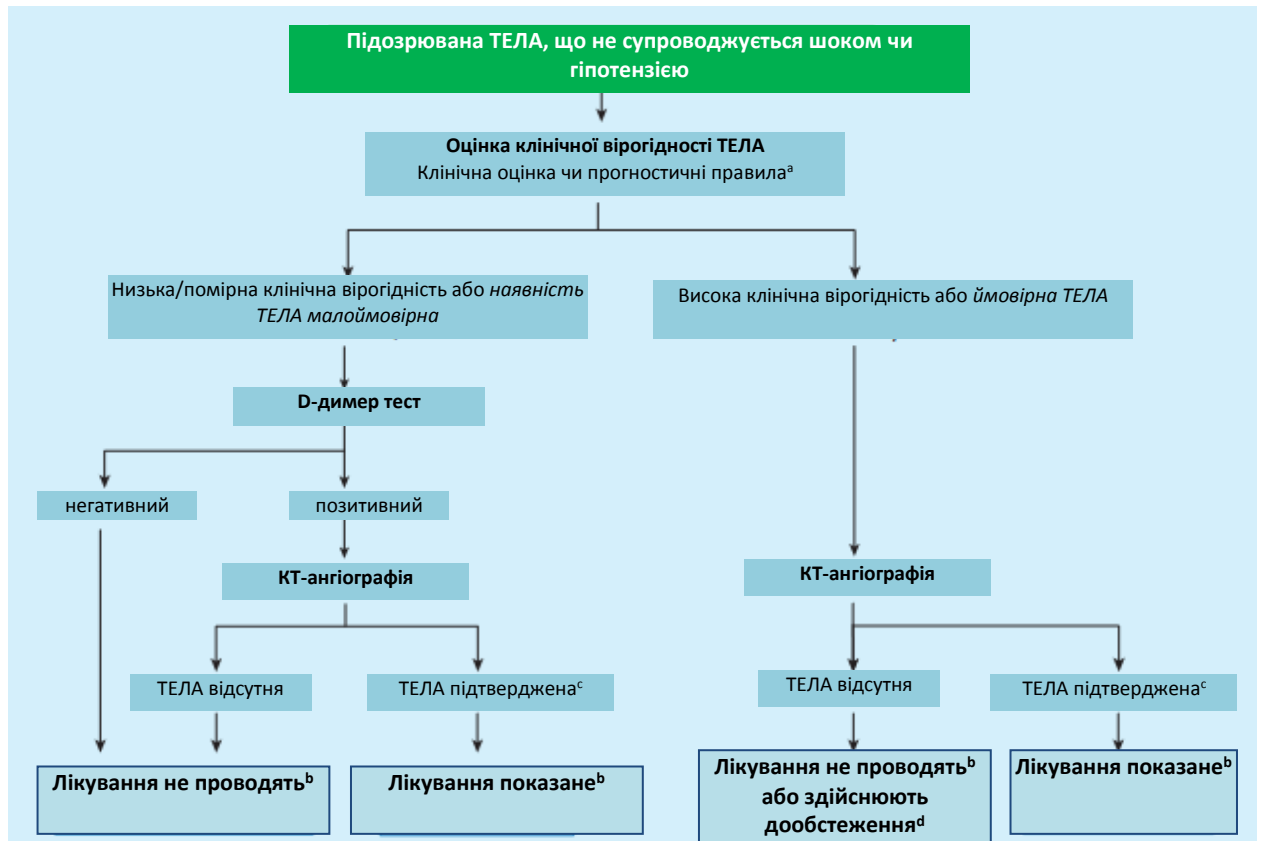 Підозрювана ТЕЛА, що не супроводжується шоком чи
гіпотензією
Оцінка клінічної вірогідності ТЕЛА
Клінічна оцінка чи прогностичні правилаᵃ
Низька/помірна клінічна вірогідність або наявність
ТЕЛА малоймовірна
Висока клінічна вірогідність або ймовірна ТЕЛА
D-димер тест
негативний
позитивний
КТ-ангіографія
КТ-ангіографія
ТЕЛА відсутня
ТЕЛА підтвердженаᶜ
ТЕЛА відсутня
ТЕЛА підтвердженаᶜ
Лікування не проводятьᵇ
Лікування показанеᵇ
Лікування не проводятьᵇ
або здійснюють
дообстеженняᵈ
Лікування показанеᵇ